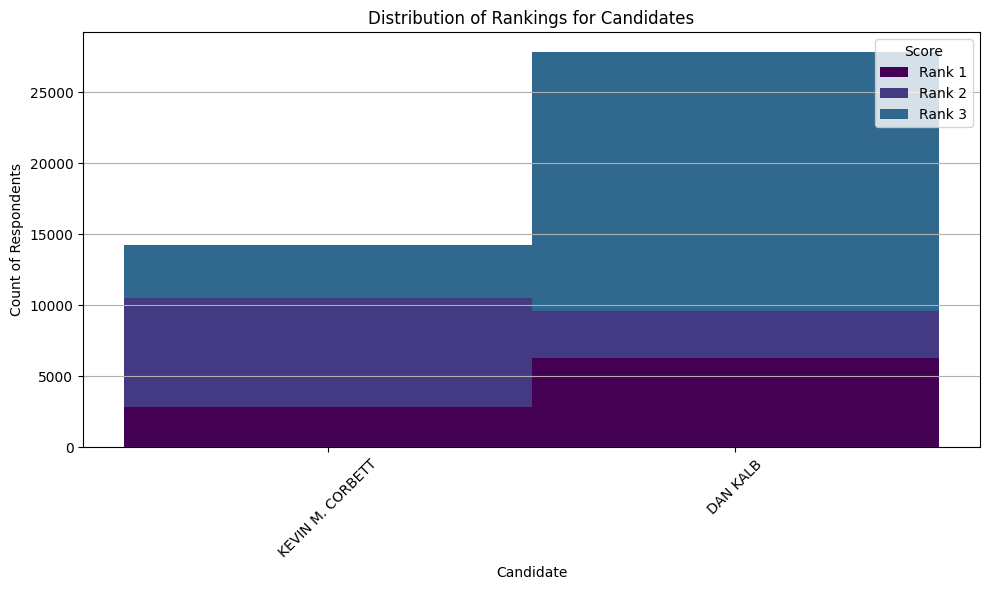 Distribution of Rankings for Candidates
Score
Rank 1
Rank 2
Rank 3
Count of Respondents
25000
20000
15000
10000
5000
0
KEVIN M. CORBETT
DAN KALB
Candidate